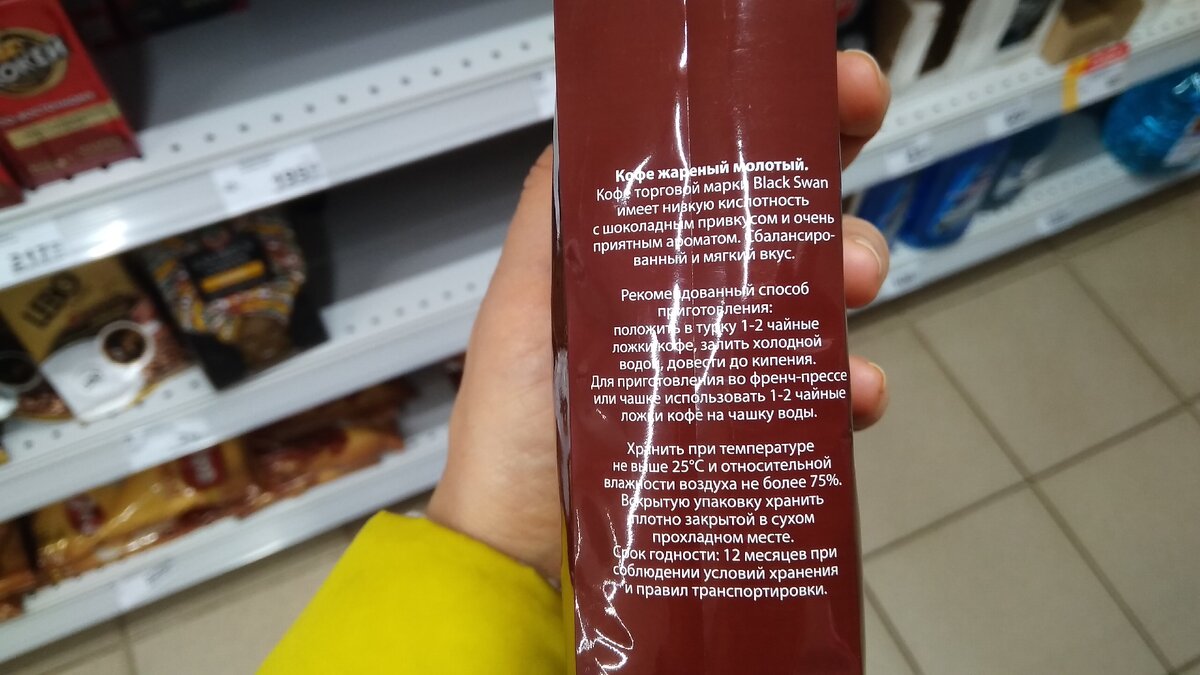 Кофе жареный молотый.
Кофе торговой марки Black Swan
имеет низкую кислотность
с шоколадным привкусом и очень
приятным ароматом. Сбалансиро-
ванный и мягкий вкус.
Рекомендованный способ
приготовления:
положить в турку 1-2 чайные
ложки кофе, залить холодной
водой, довести до кипения.
Для приготовления во френч-прессе
или чашке использовать 1-2 чайные
ложки кофе на чашку воды.
Хранить при температуре
не выше 25°С и относительной
влажности воздуха не более 75%.
Вскрытую упаковку хранить
плотно закрытой в сухом
прохладном месте.
Срок годности: 12 месяцев при
соблюдении условий хранения
и правил транспортировки.
LEBO